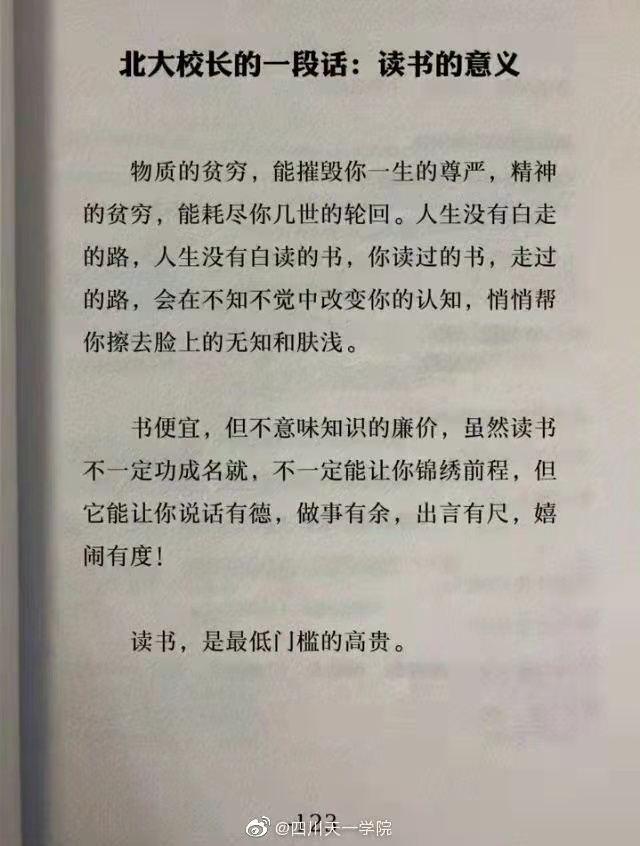 北大校长的一段话：读书的意义
物质的贫穷，能摧毁你一生的尊严，精神
的贫穷，能耗尽你几世的轮回。人生没有白走
的路，人生没有白读的书，你读过的书，走过
的路，会在不知不觉中改变你的认知，悄悄帮
你擦去脸上的无知和肤浅。
书便宜，但不意味知识的廉价，虽然读书
不一定功成名就，不一定能让你锦绣前程，但
它能让你说话有德，做事有余，出言有尺，嬉
闹有度！
读书，是最低门槛的高贵。
123
@四川天一学院